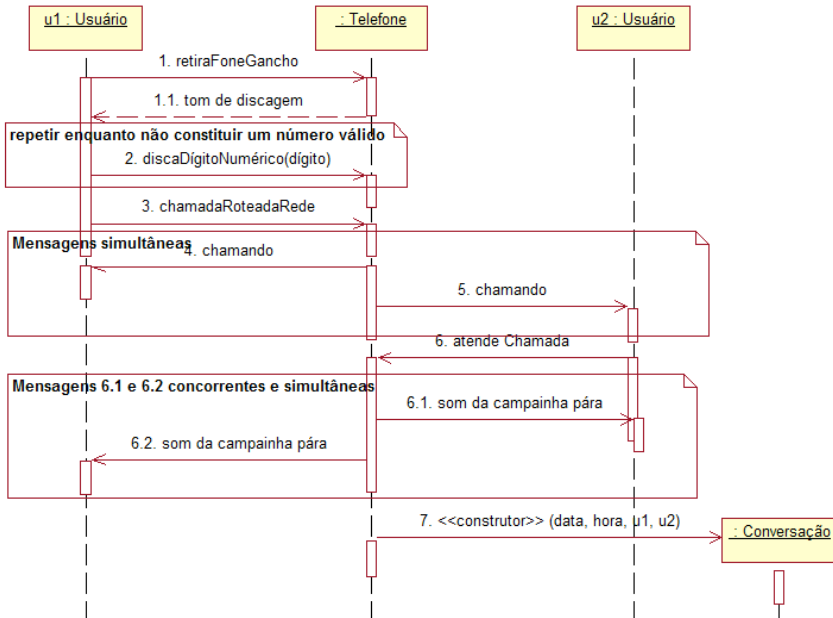 u1 : Usuário
: Telefone
u2 : Usuário
1. retiraFoneGancho
1.1. tom de discagem
repetir enquanto não constituir um número válido
2. discaDígitoNumérico(dígito)
3. chamadaRoteadaRede
Mensagens simultâneas
4. chamando
5. chamando
6. atende Chamada
Mensagens 6.1 e 6.2 concorrentes e simultâneas
6.1. som da campainha pára
6.2. som da campainha pára
7. <<construtor>> (data, hora, u1, u2)
: Conversação